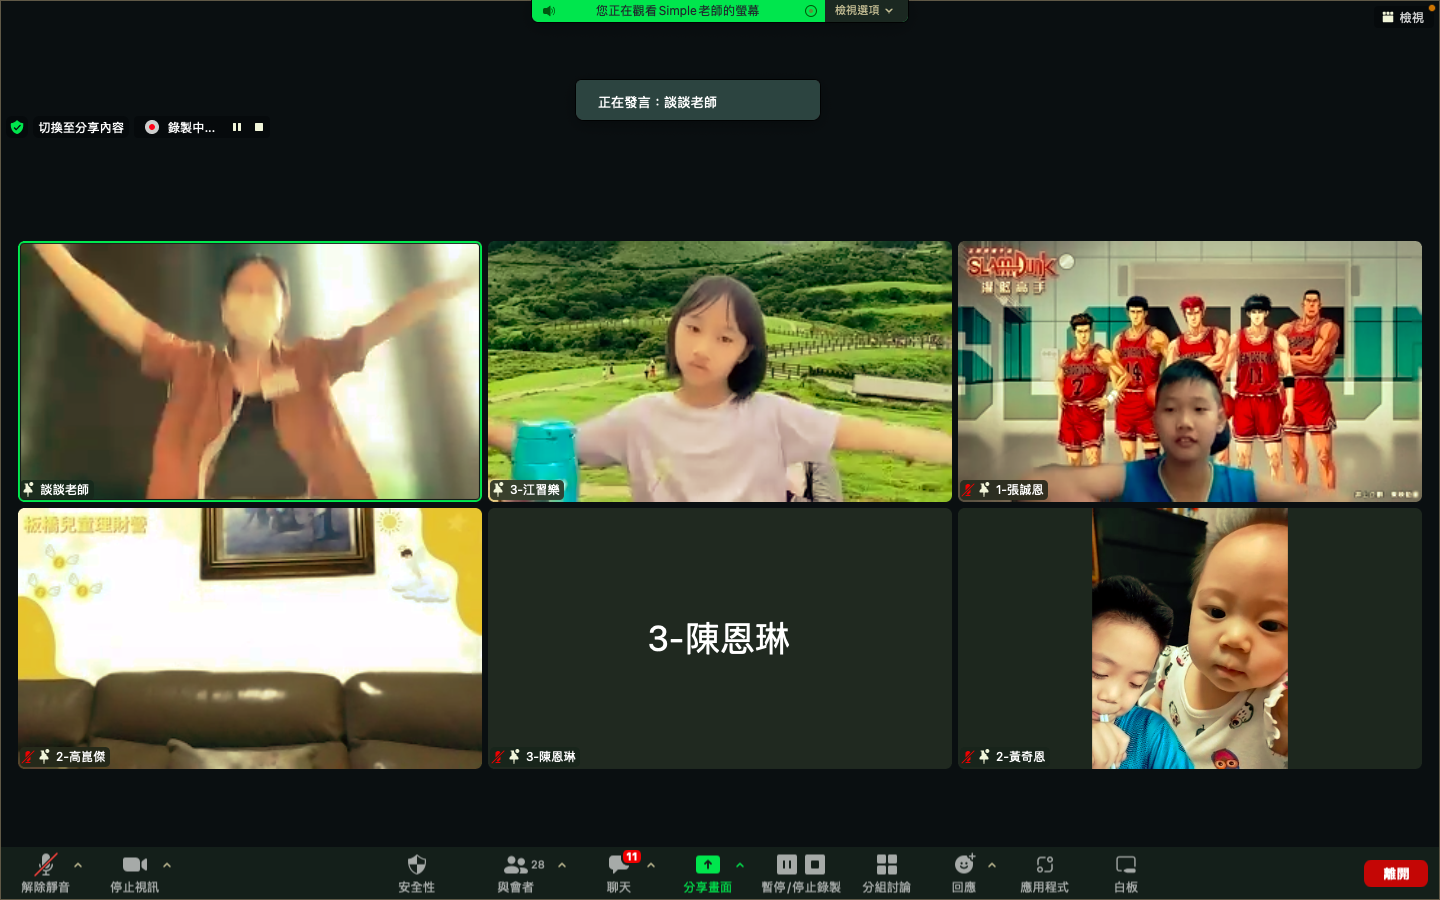 您正在觀看Simple老師的螢幕
檢視選項
檢視
正在發言：談談老師
切換至分享內容
錄製中...
談談老師
3-江習樂
SLAM DUNK
灌籃高手
1-張誠恩
板橋兒童理財營
2-高崑傑
3-陳恩琳
3-陳恩琳
2-黃奇恩
解除靜音
停止視訊
安全性
28
與會者
11
聊天
分享畫面
暫停/停止錄製
分組討論
回應
應用程式
白板
離開